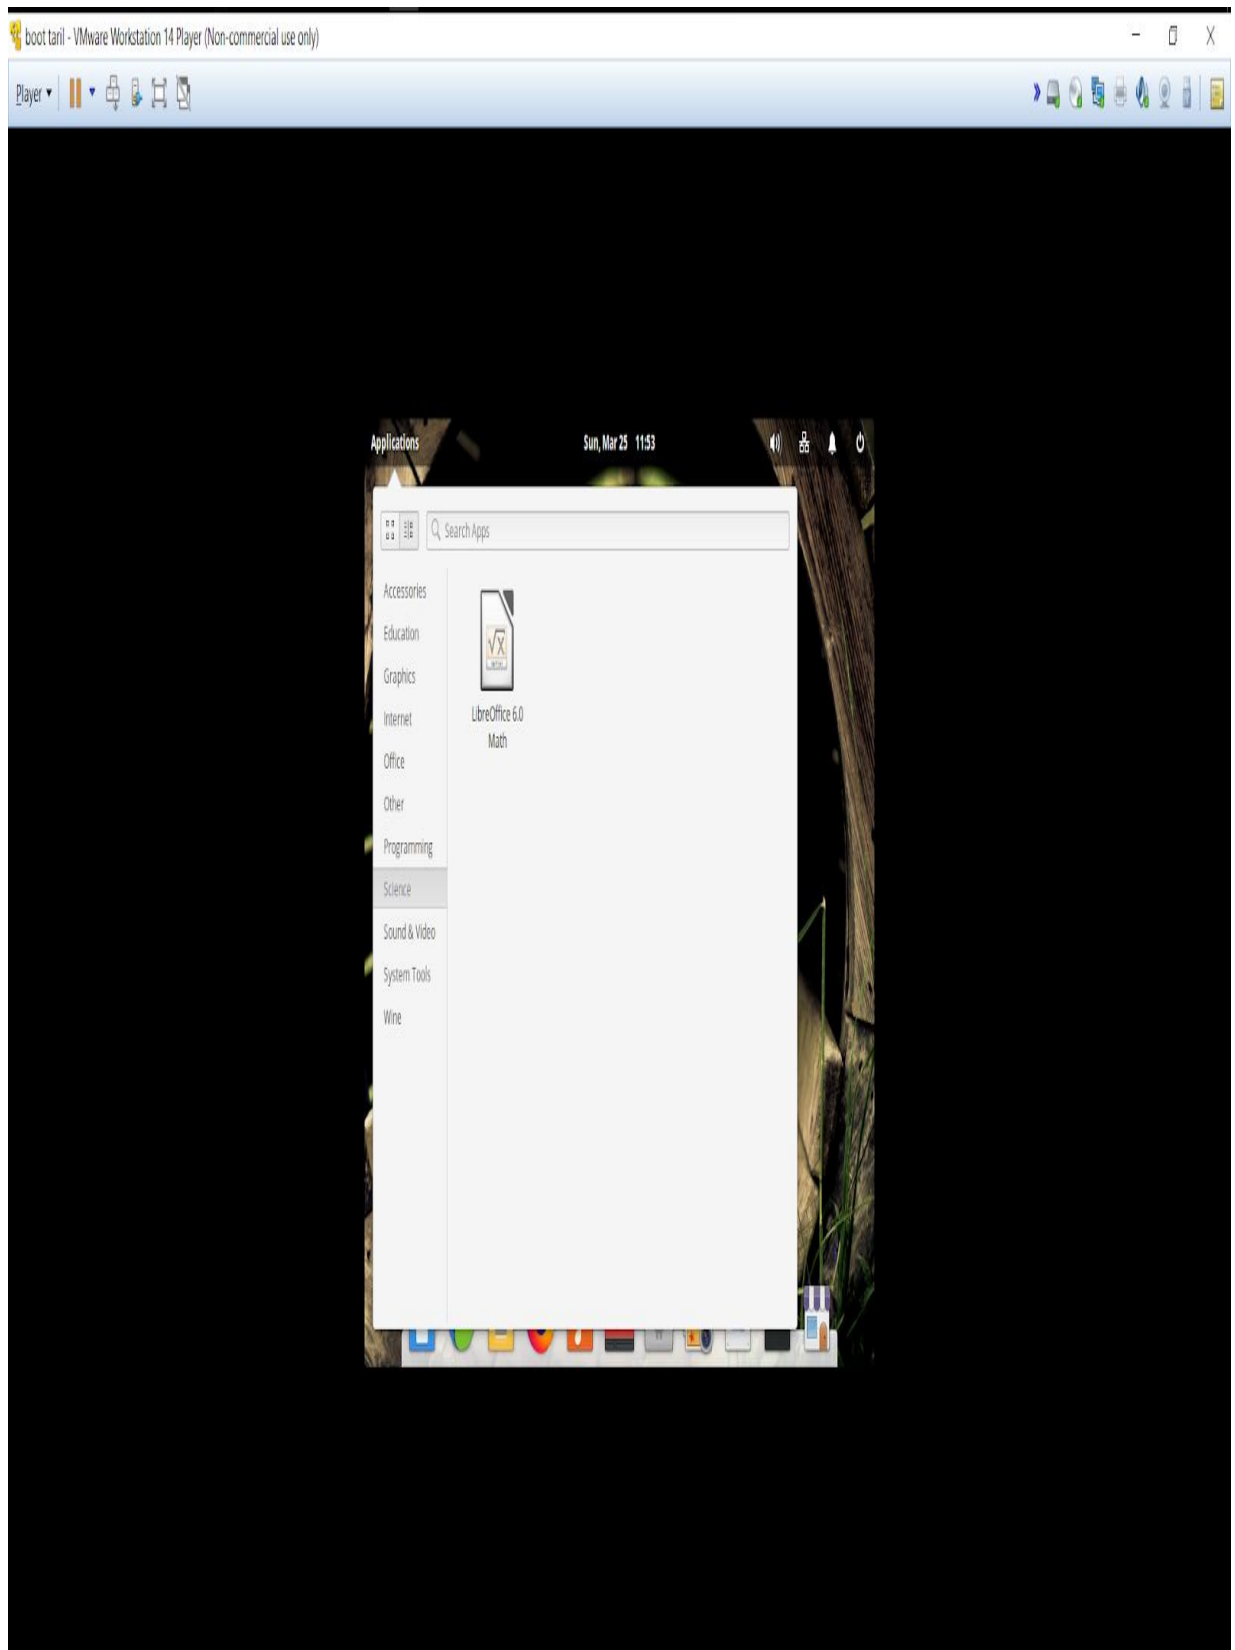 boot taril - VMware Workstation 14 Player (Non-commercial use only)
Player
Applications
Sun, Mar 25 11:53
Search Apps
Accessories
Education
Graphics
Internet
Office
Other
Programming
Science
Sound & Video
System Tools
Wine
LibreOffice 6.0
Math